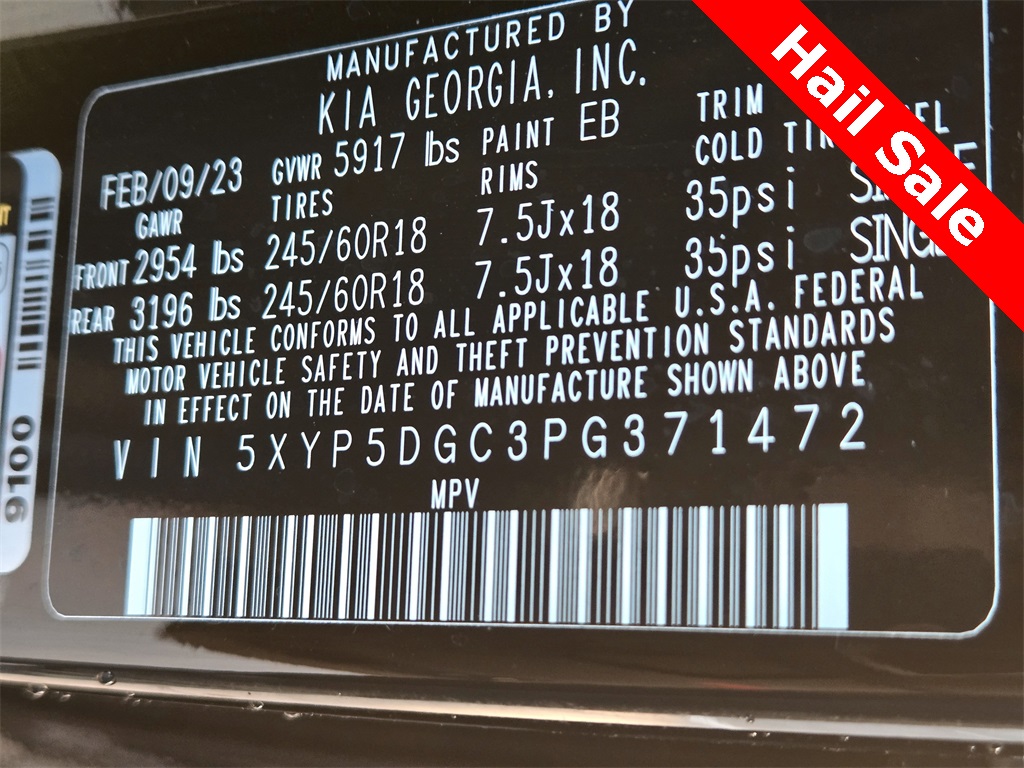 MANUFACTURED BY
KIA GEORGIA, INC.
FEB/09/23 GVWR 5917 lbs PAINT EB TRIM
GAWR TIRES RIMS COLD
FRONT 2954 lbs 245/60R18 7.5Jx18 35psi
REAR 3196 lbs 245/60R18 7.5Jx18 35psi
THIS VEHICLE CONFORMS TO ALL APPLICABLE U.S.A. FEDERAL
MOTOR VEHICLE SAFETY AND THEFT PREVENTION STANDARDS
IN EFFECT ON THE DATE OF MANUFACTURE SHOWN ABOVE
VIN 5XYP5DGC3PG371472
MPV
Hail Sale
9100